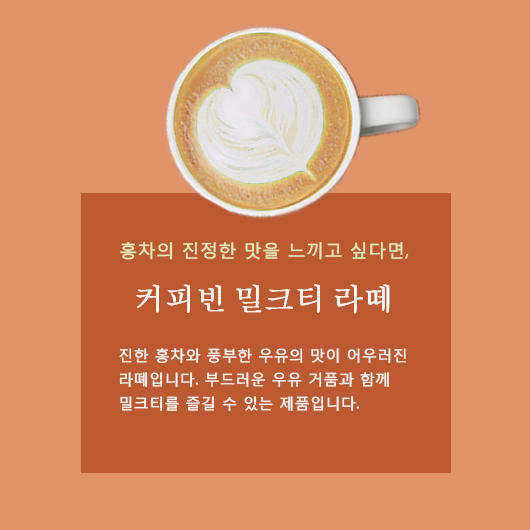 홍차의 진정한 맛을 느끼고 싶다면,
커피빈 밀크티 라떼
진한 홍차와 풍부한 우유의 맛이 어우러진
라떼입니다. 부드러운 우유 거품과 함께
밀크티를 즐길 수 있는 제품입니다.